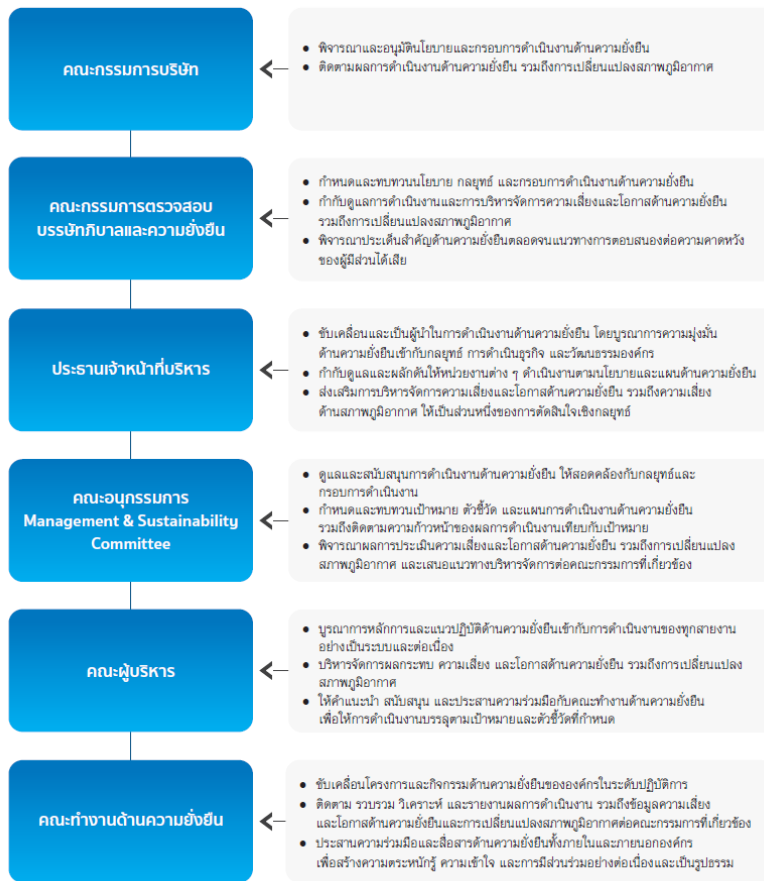 คณะกรรมการบริษัท
● พิจารณาและอนุมัตินโยบายและกรอบการดำเนินงานด้านความยั่งยืน
● ติดตามผลการดำเนินงานด้านความยั่งยืน รวมถึงการเปลี่ยนแปลงสภาพภูมิอากาศ
คณะกรรมการตรวจสอบ
บรรษัทภิบาลและความยั่งยืน
● กำหนดและทบทวนนโยบาย กลยุทธ์ และกรอบการดำเนินงานด้านความยั่งยืน
● กำกับดูแลการดำเนินงานและการบริหารจัดการความเสี่ยงและโอกาสด้านความยั่งยืน
รวมถึงการเปลี่ยนแปลงสภาพภูมิอากาศ
● พิจารณาประเด็นสำคัญด้านความยั่งยืนตลอดจนแนวทางการตอบสนองต่อความคาดหวัง
ของผู้มีส่วนได้เสีย
ประธานเจ้าหน้าที่บริหาร
● ขับเคลื่อนและเป็นผู้นำในการดำเนินงานด้านความยั่งยืน โดยบูรณาการความมุ่งมั่น
ด้านความยั่งยืนเข้ากับกลยุทธ์ การดำเนินธุรกิจ และวัฒนธรรมองค์กร
● กำกับดูแลและผลักดันให้หน่วยงานต่าง ๆ ดำเนินงานตามนโยบายและแผนด้านความยั่งยืน
● ส่งเสริมการบริหารจัดการความเสี่ยงและโอกาสด้านความยั่งยืน รวมถึงความเสี่ยง
ด้านสภาพภูมิอากาศ ให้เป็นส่วนหนึ่งของการตัดสินใจเชิงกลยุทธ์
คณะอนุกรรมการ
Management & Sustainability
Committee
● ดูแลและสนับสนุนการดำเนินงานด้านความยั่งยืน ให้สอดคล้องกับกลยุทธ์และ
กรอบการดำเนินงาน
● กำหนดและทบทวนเป้าหมาย ตัวชี้วัด และแผนการดำเนินงานด้านความยั่งยืน
รวมถึงติดตามความก้าวหน้าของผลการดำเนินงานเทียบกับเป้าหมาย
● พิจารณาผลการประเมินความเสี่ยงและโอกาสด้านความยั่งยืน รวมถึงการเปลี่ยนแปลง
สภาพภูมิอากาศ และเสนอแนวทางบริหารจัดการต่อคณะกรรมการที่เกี่ยวข้อง
คณะผู้บริหาร
● บูรณาการหลักการและแนวปฏิบัติด้านความยั่งยืนเข้ากับการดำเนินงานของทุกสายงาน
อย่างเป็นระบบและต่อเนื่อง
● บริหารจัดการผลกระทบ ความเสี่ยง และโอกาสด้านความยั่งยืน รวมถึงการเปลี่ยนแปลง
สภาพภูมิอากาศ
● ให้คำแนะนำ สนับสนุน และประสานความร่วมมือกับคณะทำงานด้านความยั่งยืน
เพื่อให้การดำเนินงานบรรลุตามเป้าหมายและตัวชี้วัดที่กำหนด
คณะทำงานด้านความยั่งยืน
● ขับเคลื่อนโครงการและกิจกรรมด้านความยั่งยืนขององค์กรในระดับปฏิบัติการ
● ติดตาม รวบรวม วิเคราะห์ และรายงานผลการดำเนินงาน รวมถึงข้อมูลความเสี่ยง
และโอกาสด้านความยั่งยืนและการเปลี่ยนแปลงสภาพภูมิอากาศต่อคณะกรรมการที่เกี่ยวข้อง
● ประสานความร่วมมือและสื่อสารด้านความยั่งยืนทั้งภายในและภายนอกองค์กร
เพื่อสร้างความตระหนักรู้ ความเข้าใจ และการมีส่วนร่วมอย่างต่อเนื่องและเป็นรูปธรรม